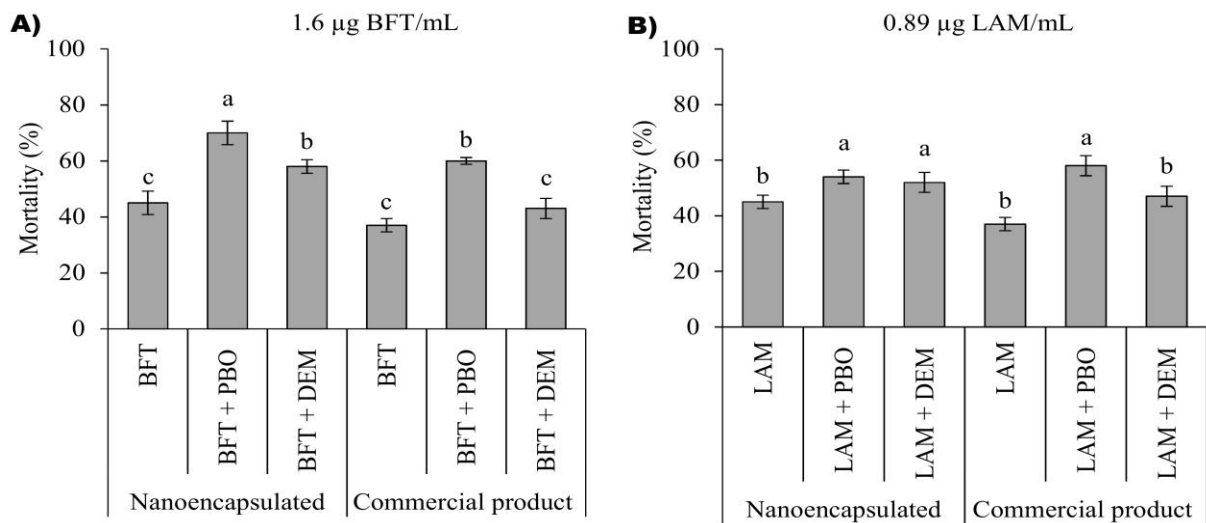 A)
1.6 µg BFT/mL
Mortality (%)
100
80
60
40
20
0
c
a
b
c
b
c
BFT
BFT + PBO
BFT + DEM
BFT
BFT + PBO
BFT + DEM
Nanoencapsulated
Commercial product
B)
0.89 µg LAM/mL
Mortality (%)
100
80
60
40
20
0
b
a
a
b
a
b
LAM
LAM + PBO
LAM + DEM
LAM
LAM + PBO
LAM + DEM
Nanoencapsulated
Commercial product